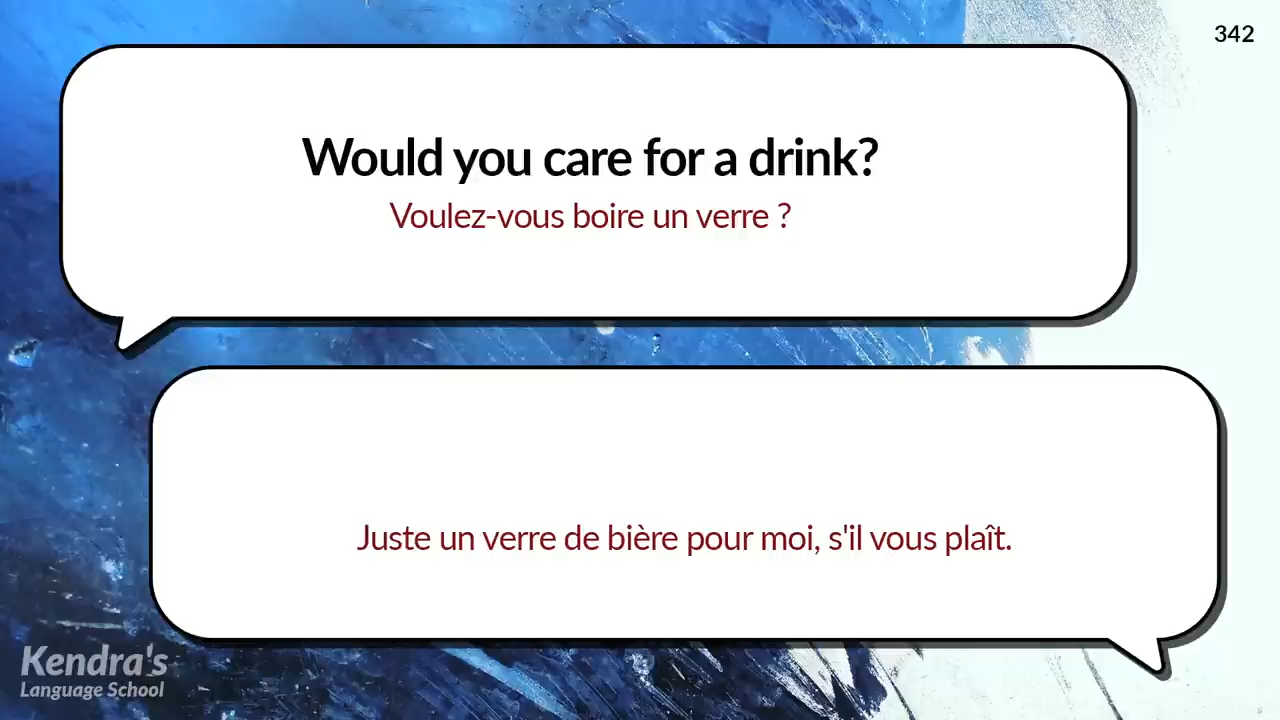 342
Would you care for a drink?
Voulez-vous boire un verre ?
Juste un verre de bière pour moi, s'il vous plaît.
Kendra's
Language School